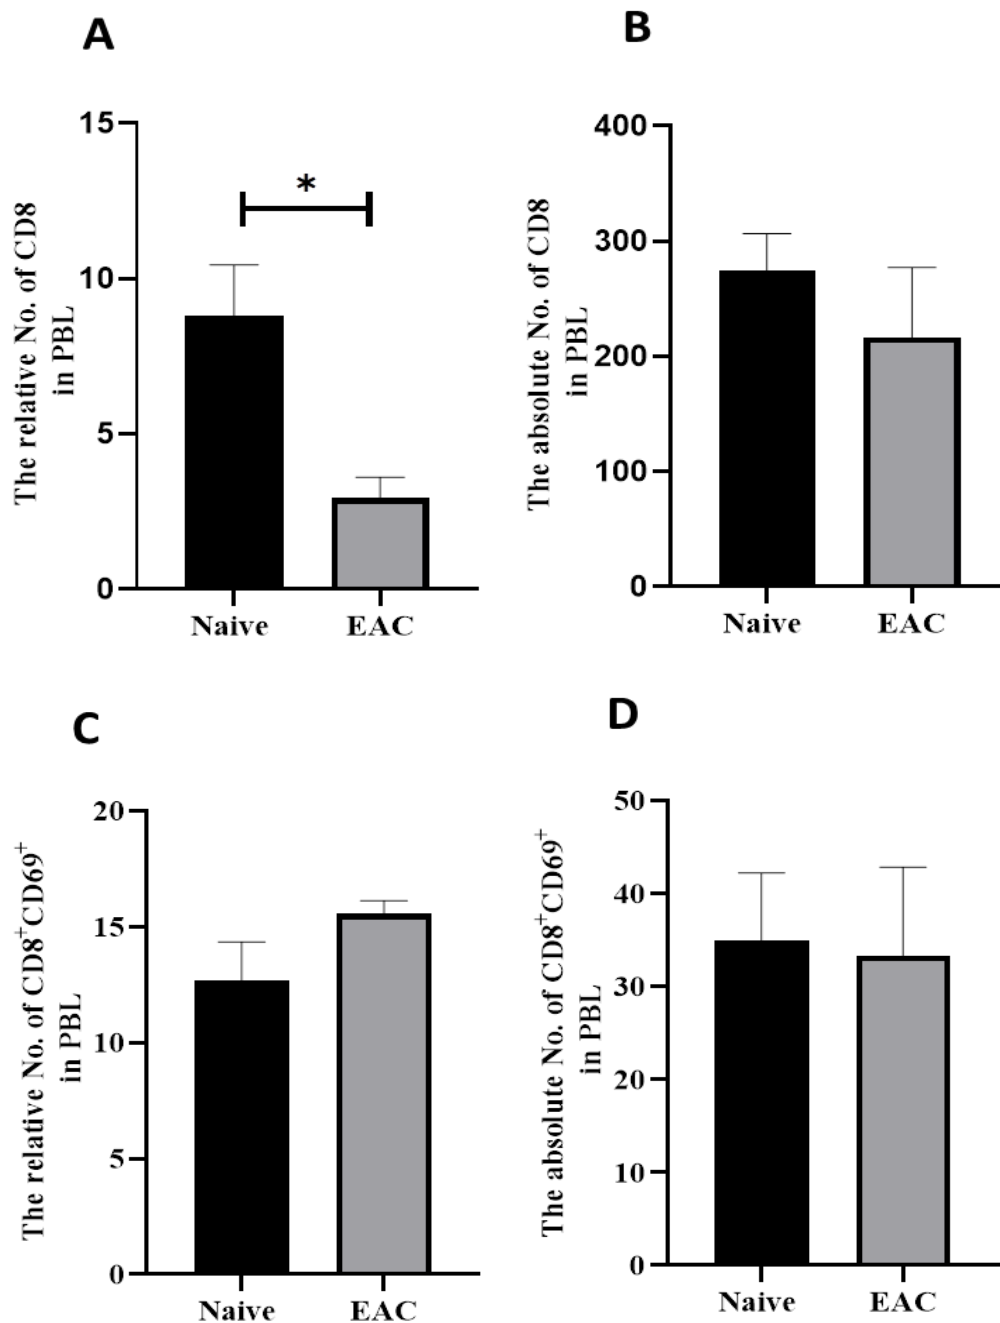 A
The relative No. of CD8
in PBL
15
10
5
0
*
Naive EAC
B
The absolute No. of CD8
in PBL
400
300
200
100
0
Naive EAC
C
The relative No. of CD8⁺CD69⁺
in PBL
20
15
10
5
0
Naive EAC
D
The absolute No. of CD8⁺CD69⁺
in PBL
50
40
30
20
10
0
Naive EAC